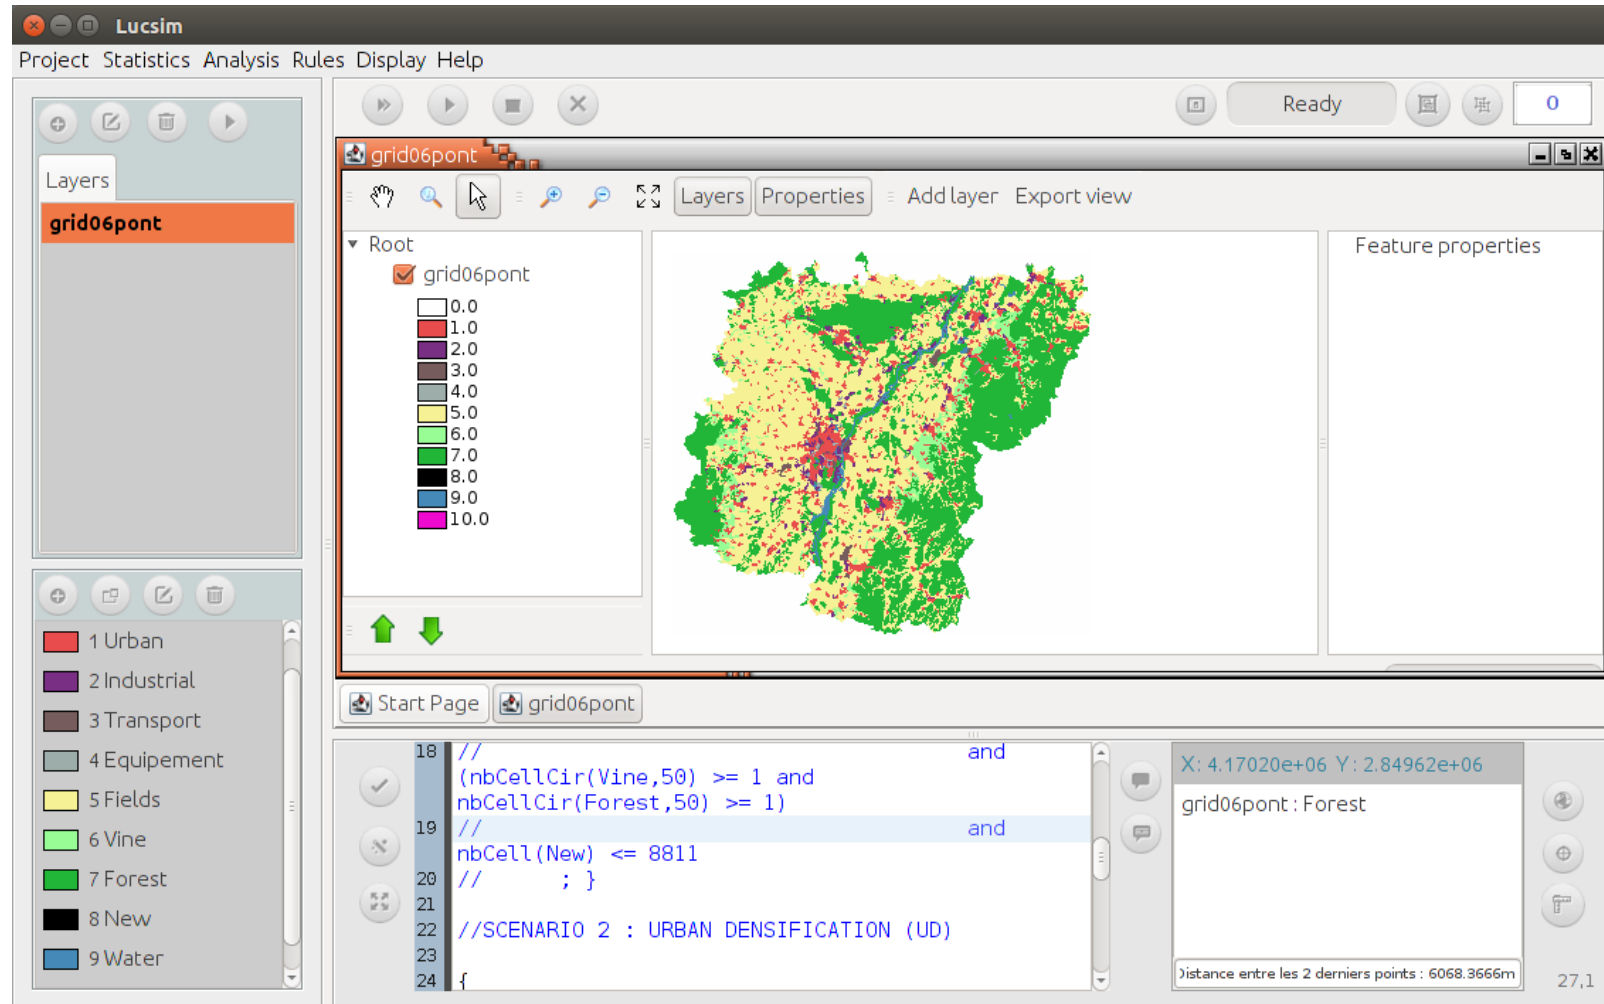 Lucsim
Project Statistics Analysis Rules Display Help
Ready
0
Layers
grid06pont
grid06pont
Layers Properties Add layer Export view
Root
grid06pont
0.0
1.0
2.0
3.0
4.0
5.0
6.0
7.0
8.0
9.0
10.0
Feature properties
1 Urban
2 Industrial
3 Transport
4 Equipement
5 Fields
6 Vine
7 Forest
8 New
9 Water
Start Page grid06pont
18 // and
(nbCellCir(Vine,50) >= 1 and
nbCellCir(Forest,50) >= 1)
19 // and
nbCell(New) <= 8811
20 // ; }
21
22 //SCENARIO 2 : URBAN DENSIFICATION (UD)
23
24 {
X: 4.17020e+06 Y: 2.84962e+06
grid06pont : Forest
Distance entre les 2 derniers points : 6068.3666m
27,1